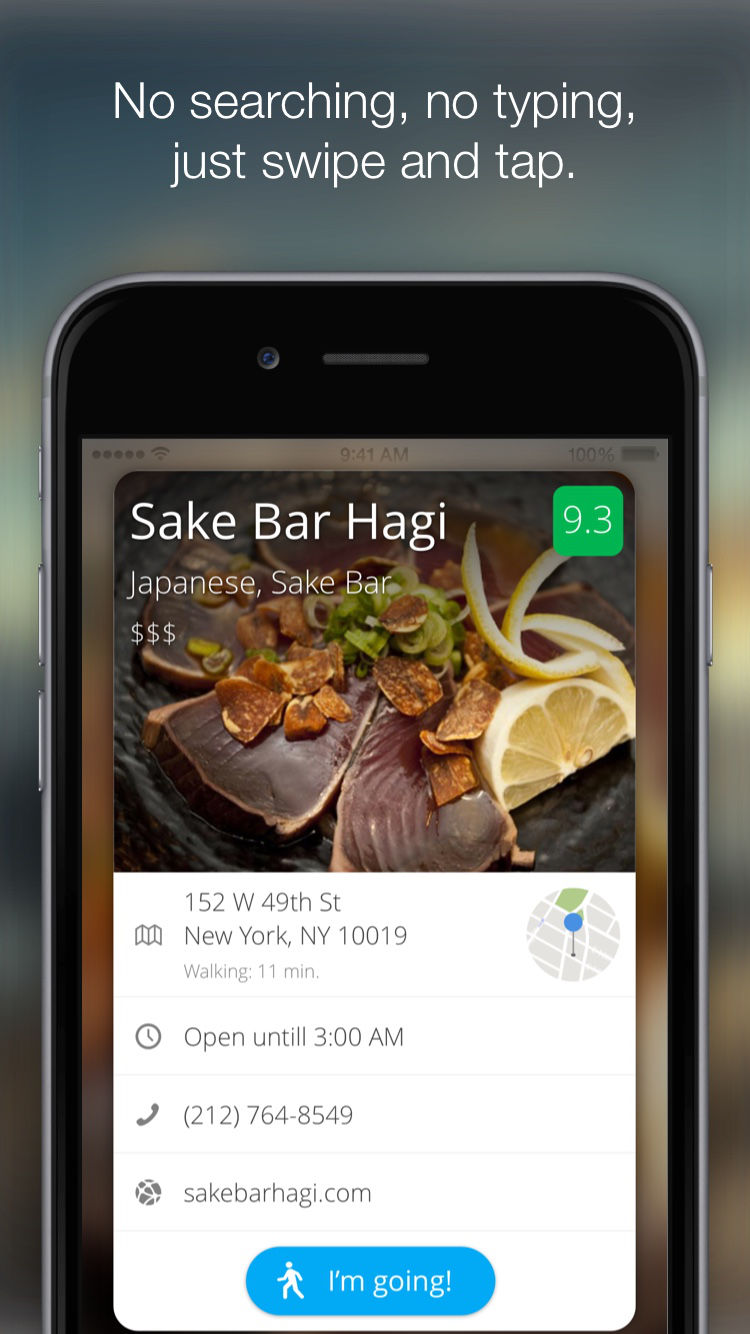 No searching, no typing,
just swipe and tap.
9:41 AM
100%
Sake Bar Hagi
9.3
Japanese, Sake Bar
$$$
152 W 49th St
New York, NY 10019
Walking: 11 min.
Open untill 3:00 AM
(212) 764-8549
sakebarhagi.com
I'm going!